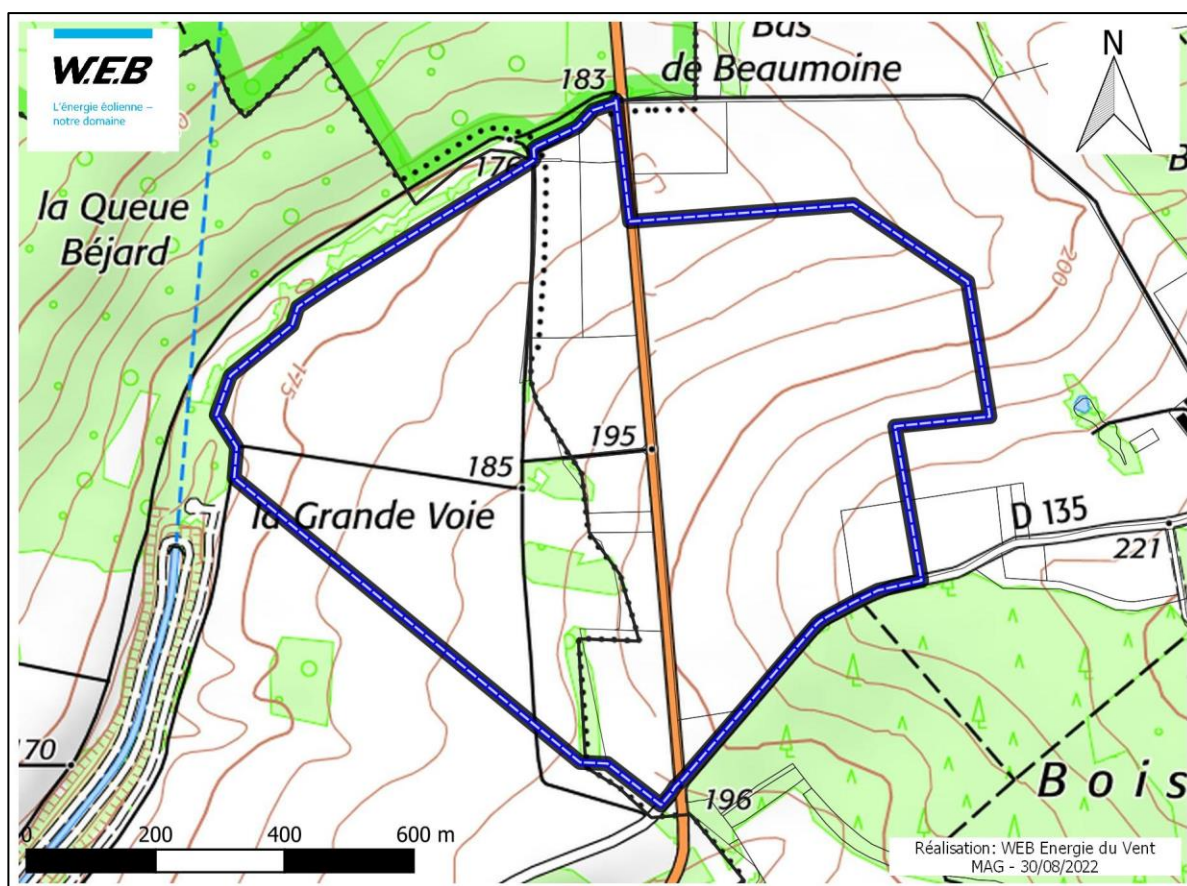 W.E.B
L'énergie éolienne –
notre domaine
Bas
de Beaumoine
183
N
la Queue
Béjard
200
175
195
185
la Grande Voie
D 135
221
170
196
Bois
0 200 400 600 m
Réalisation: WEB Energie du Vent
MAG - 30/08/2022